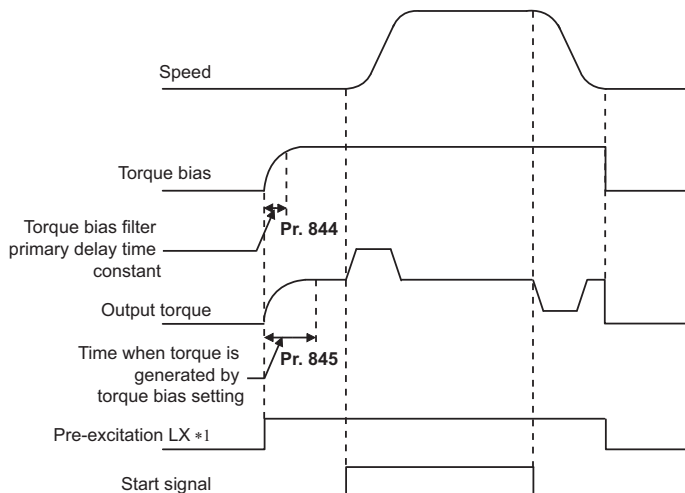 Speed
Torque bias
Torque bias filter
primary delay time
constant
Pr. 844
Output torque
Time when torque is
generated by
torque bias setting
Pr. 845
Pre-excitation LX *1
Start signal